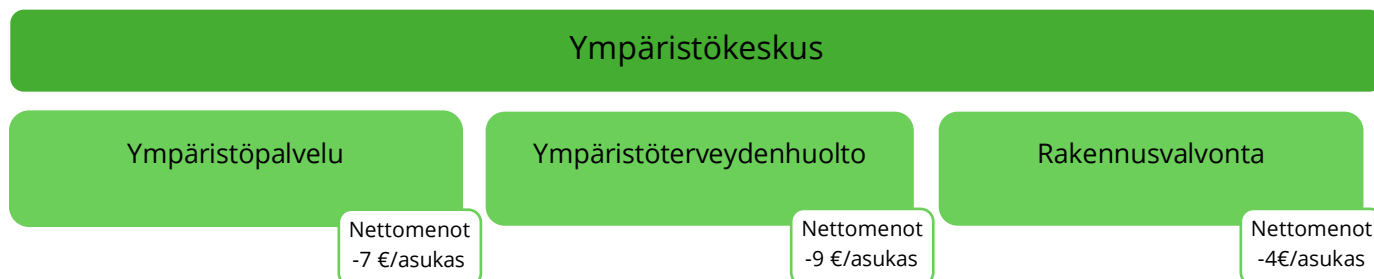 Ympäristökeskus
Ympäristöpalvelu
Nettomenot
-7 €/asukas
Ympäristöterveydenhuolto
Nettomenot
-9 €/asukas
Rakennusvalvonta
Nettomenot
-4€/asukas